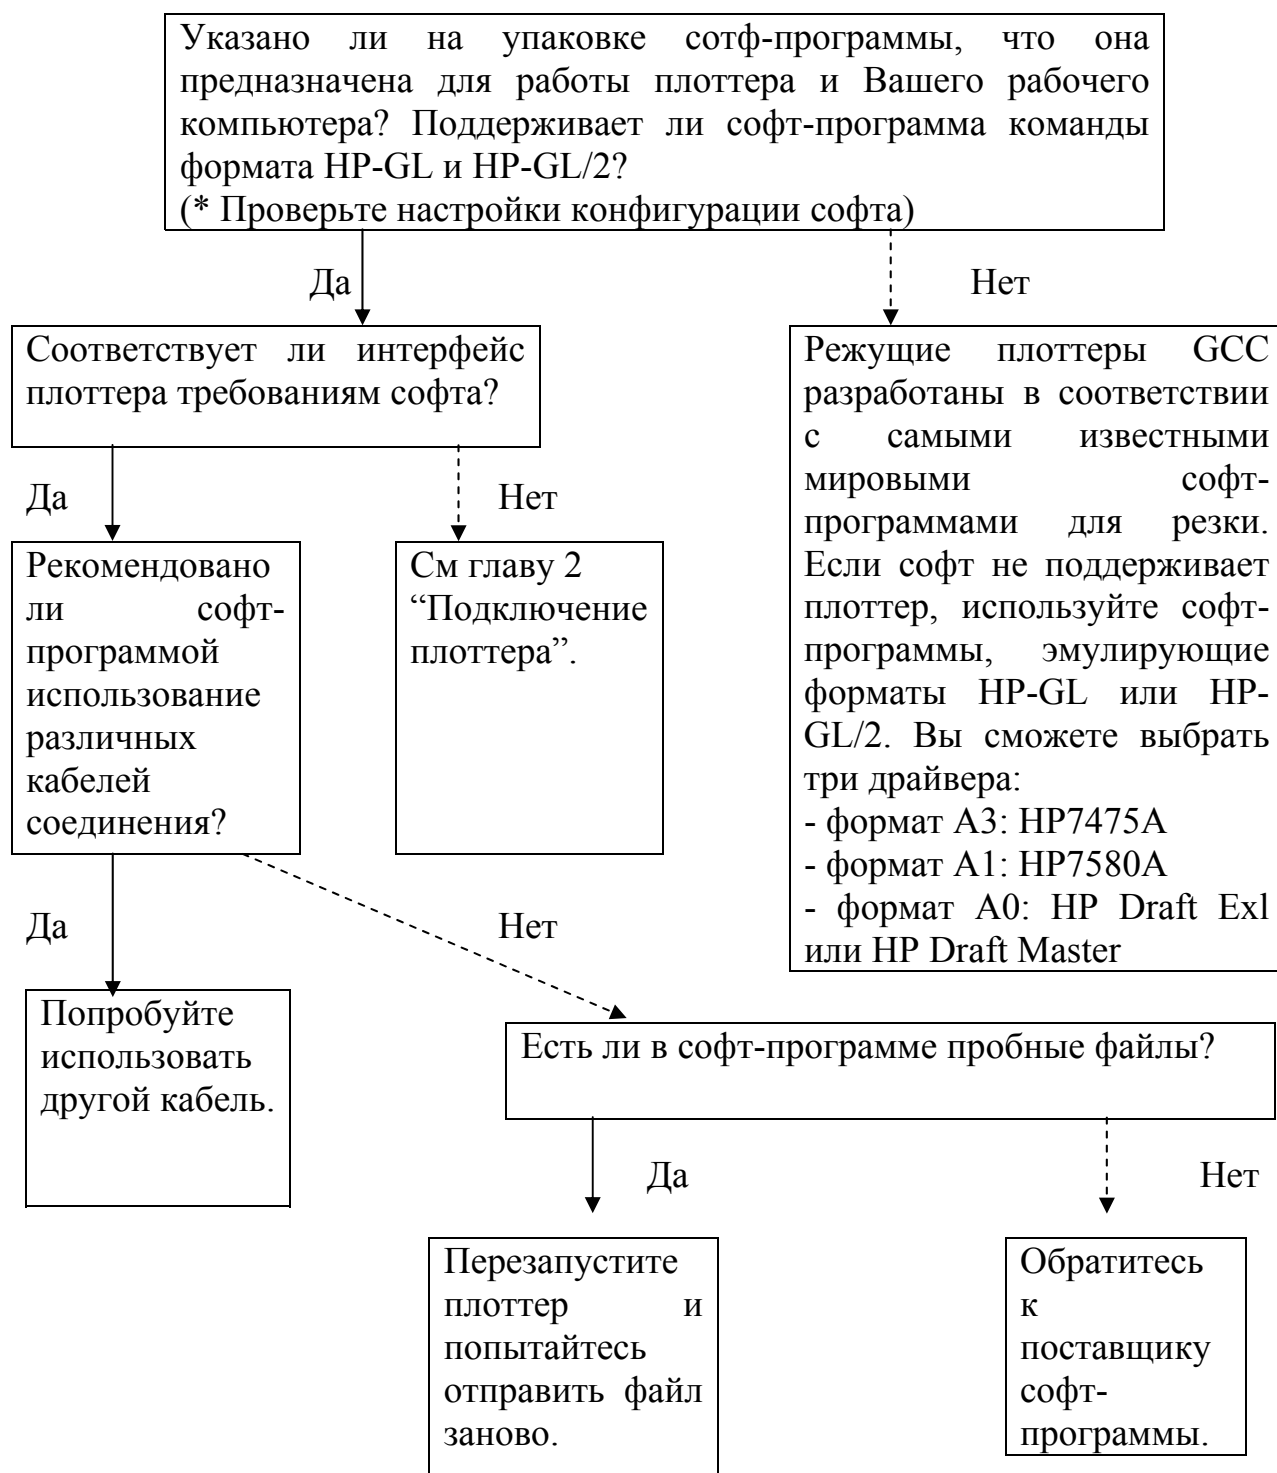 Указано ли на упаковке сотф-программы, что она
предназначена для работы плоттера и Вашего рабочего
компьютера? Поддерживает ли софт-программа команды
формата HP-GL и HP-GL/2?
(* Проверьте настройки конфигурации софта)
Да
Нет
Соответствует ли интерфейс
плоттера требованиям софта?
Режущие плоттеры GCC
разработаны в соответствии
с самыми известными
мировыми софт-
программами для резки.
Если софт не поддерживает
плоттер, используйте софт-
программы, эмулирующие
форматы HP-GL или HP-
GL/2. Вы сможете выбрать
три драйвера:
- формат А3: HP7475A
- формат А1: HP7580A
- формат А0: HP Draft Exl
или HP Draft Master
Да
Нет
Рекомендовано
ли софт-
программой
использование
различных
кабелей
соединения?
См главу 2
“Подключение
плоттера”.
Да
Нет
Попробуйте
использовать
другой кабель.
Есть ли в софт-программе пробные файлы?
Да
Нет
Перезапустите
плоттер и
попытайтесь
отправить файл
заново.
Обратитесь
к
поставщику
софт-
программы.